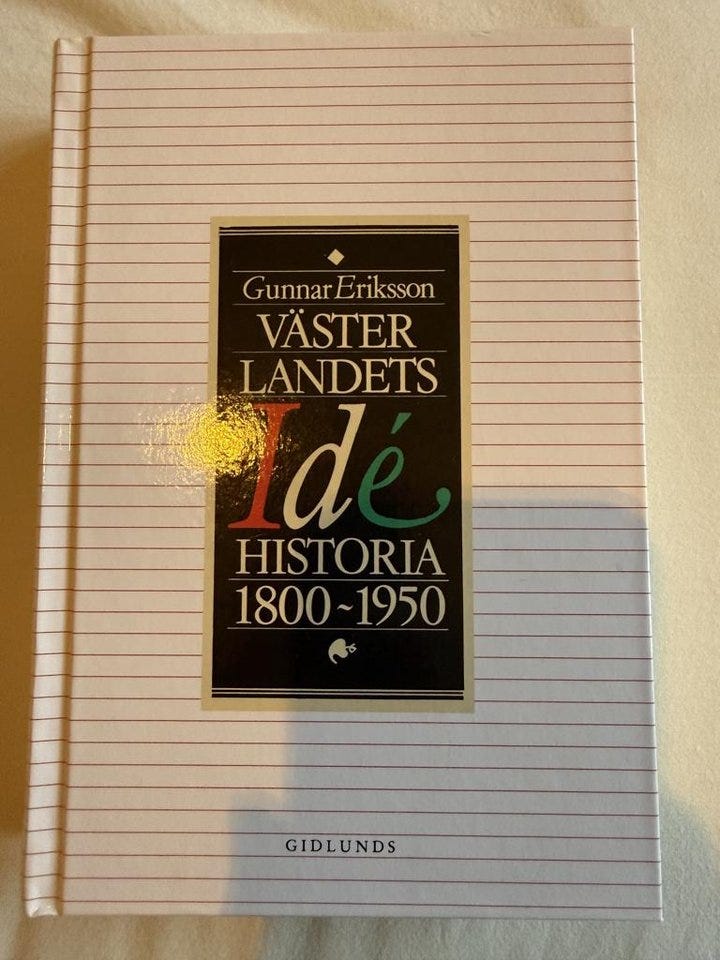 Gunnar Eriksson
VÄSTER
LANDETS
Idé
HISTORIA
1800~1950
GIDLUNDS